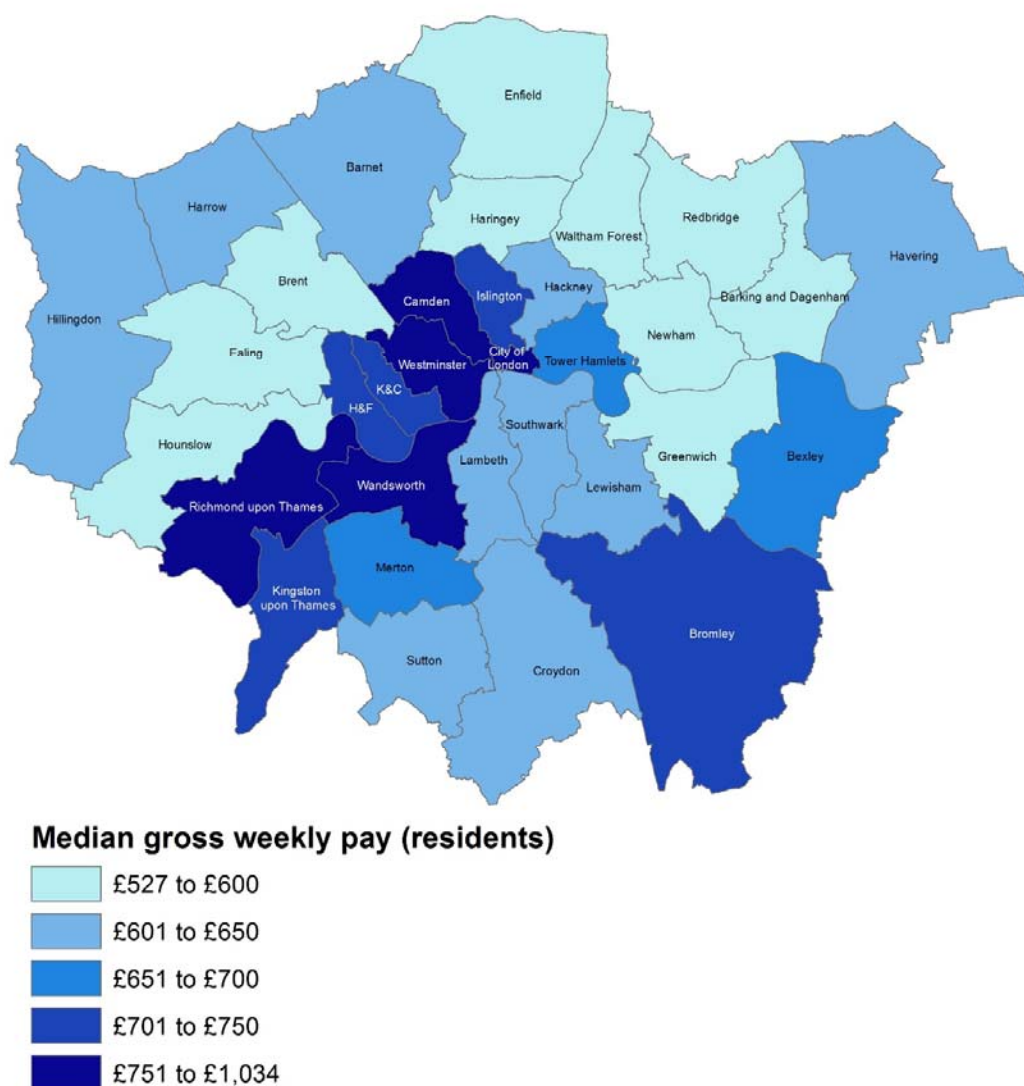 Enfield
Barnet
Harrow
Haringey
Waltham Forest
Redbridge
Havering
Hillingdon
Brent
Camden
Islington
Hackney
Barking and Dagenham
Newham
Ealing
Westminster
City of
London
Tower Hamlets
K&C
H&F
Hounslow
Southwark
Lambeth
Greenwich
Bexley
Richmond upon Thames
Wandsworth
Lewisham
Merton
Kingston
upon Thames
Bromley
Sutton
Croydon
Median gross weekly pay (residents)
£527 to £600
£601 to £650
£651 to £700
£701 to £750
£751 to £1,034